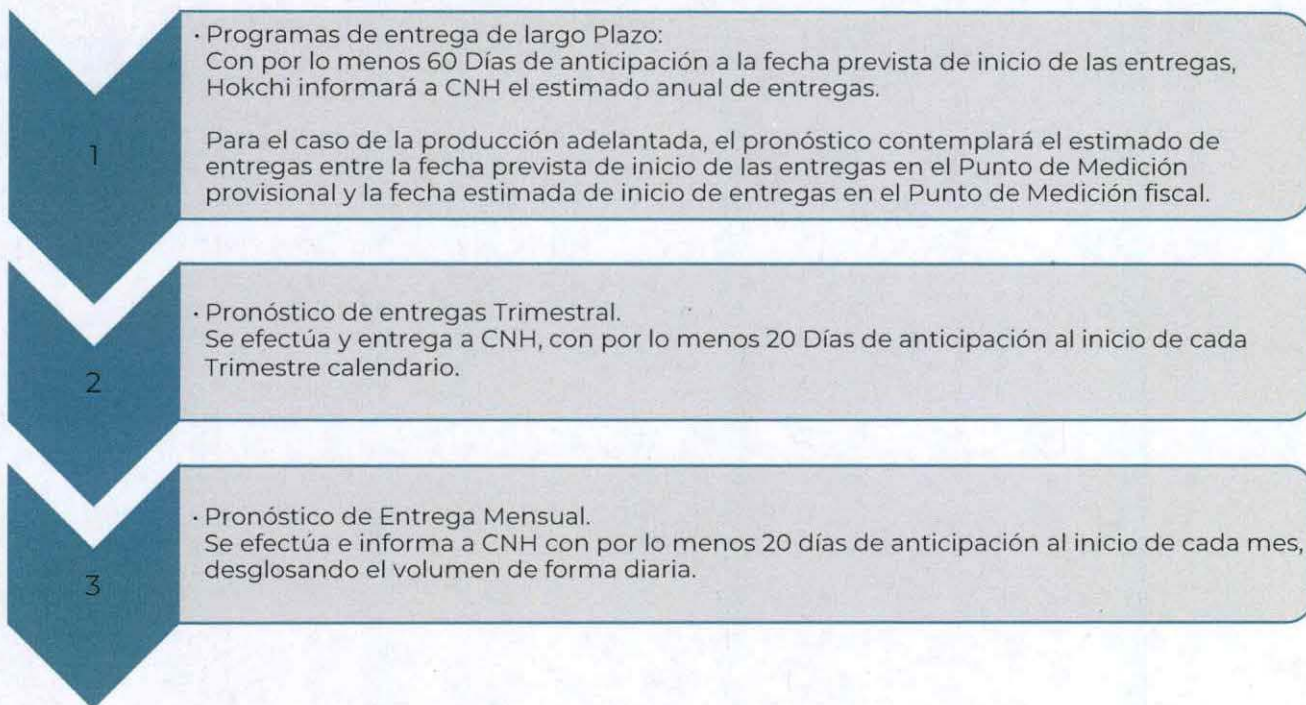 1
· Programas de entrega de largo Plazo:
Con por lo menos 60 Días de anticipación a la fecha prevista de inicio de las entregas,
Hokchi informará a CNH el estimado anual de entregas.
Para el caso de la producción adelantada, el pronóstico contemplará el estimado de
entregas entre la fecha prevista de inicio de las entregas en el Punto de Medición
provisional y la fecha estimada de inicio de entregas en el Punto de Medición fiscal.
2
· Pronóstico de entregas Trimestral.
Se efectúa y entrega a CNH, con por lo menos 20 Días de anticipación al inicio de cada
Trimestre calendario.
3
· Pronóstico de Entrega Mensual.
Se efectúa e informa a CNH con por lo menos 20 días de anticipación al inicio de cada mes,
desglosando el volumen de forma diaria.